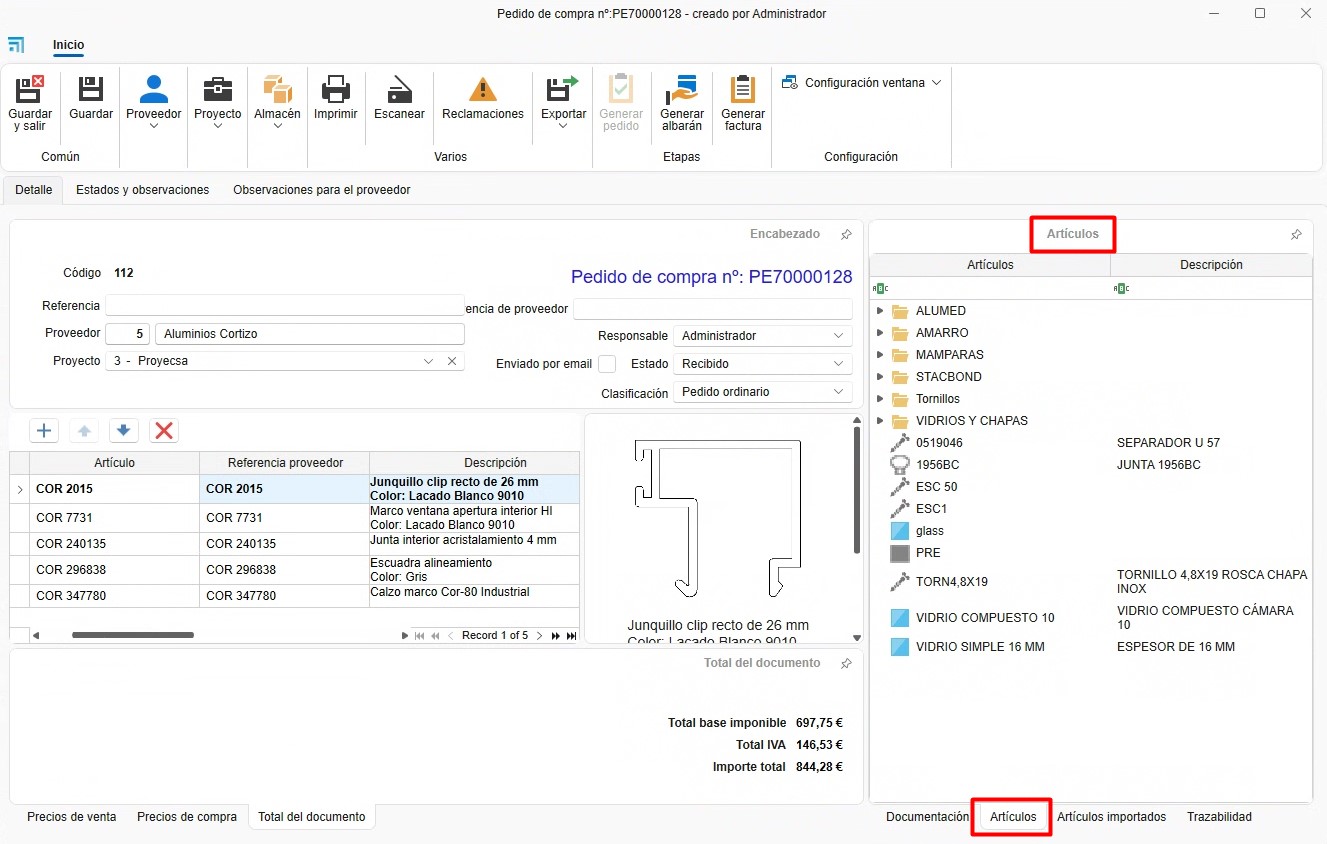 Pedido de compra nº:PE70000128 - creado por Administrador
Inicio
Guardar y salir
Guardar
Proveedor
Proyecto
Almacén
Imprimir
Escanear
Reclamaciones
Exportar
Generar pedido
Generar albarán
Generar factura
Configuración ventana
Común
Varios
Etapas
Configuración
Detalle
Estados y observaciones
Observaciones para el proveedor
Encabezado
Código 112
Pedido de compra nº: PE70000128
Referencia
encia de proveedor
Proveedor 5 Aluminios Cortizo
Responsable Administrador
Proyecto 3 - Proyecsa
Enviado por email
Estado Recibido
Clasificación Pedido ordinario
Artículo Referencia proveedor Descripción
COR 2015 COR 2015 Junquillo clip recto de 26 mm
Color: Lacado Blanco 9010
COR 7731 COR 7731 Marco ventana apertura interior HI
Color: Lacado Blanco 9010
COR 240135 COR 240135 Junta interior acristalamiento 4 mm
COR 296838 COR 296838 Escuadra alineamiento
Color: Gris
COR 347780 COR 347780 Calzo marco Cor-80 Industrial
Record 1 of 5
Junquillo clip recto de 26 mm
Color: Lacado Blanco 9010
Total del documento
Total base imponible 697,75 €
Total IVA 146,53 €
Importe total 844,28 €
Precios de venta
Precios de compra
Total del documento
Artículos
Artículos Descripción
ABC ABC
ALUMED
AMARRO
MAMPARAS
STACBOND
Tornillos
VIDRIOS Y CHAPAS
0519046 SEPARADOR U 57
1956BC JUNTA 1956BC
ESC 50
ESC1
glass
PRE
TORN4,8X19 TORNILLO 4,8X19 ROSCA CHAPA
INOX
VIDRIO COMPUESTO 10 VIDRIO COMPUESTO CÁMARA
10
VIDRIO SIMPLE 16 MM ESPESOR DE 16 MM
Documentación
Artículos
Artículos importados
Trazabilidad